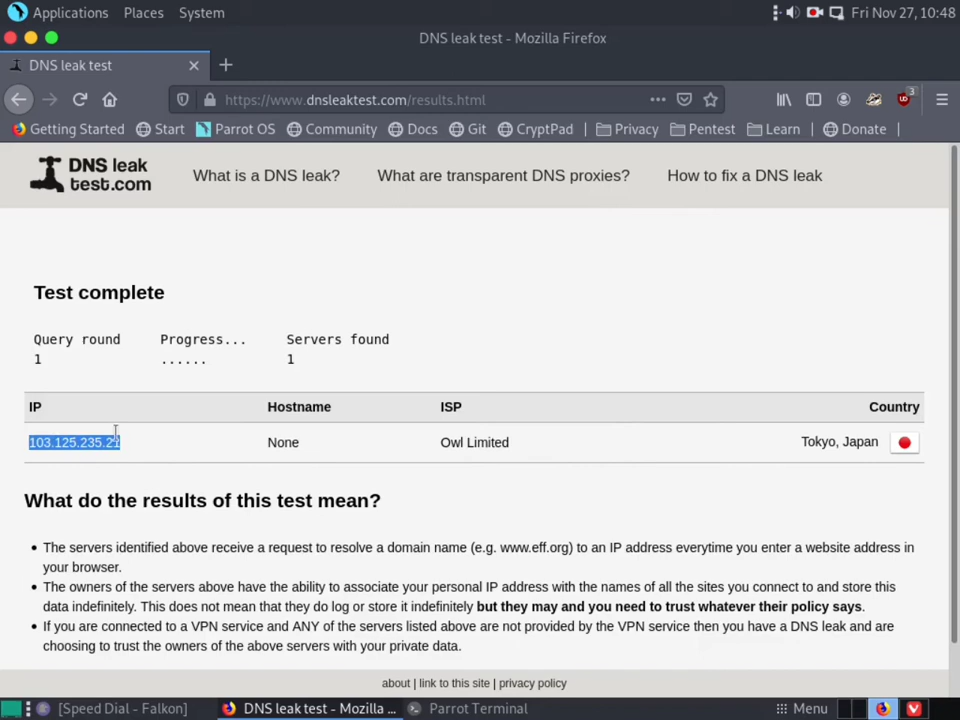 Applications Places System Fri Nov 27, 10:48
DNS leak test - Mozilla Firefox
DNS leak test
https://www.dnsleaktest.com/results.html
3
Getting Started Start Parrot OS Community Docs Git CryptPad Privacy Pentest Learn Donate
DNS leak
test.com
What is a DNS leak? What are transparent DNS proxies? How to fix a DNS leak
Test complete
Query round Progress... Servers found
1 ...... 1
IP Hostname ISP Country
103.125.235.21 None Owl Limited Tokyo, Japan
What do the results of this test mean?
The servers identified above receive a request to resolve a domain name (e.g. www.eff.org) to an IP address everytime you enter a website address in
your browser.
The owners of the servers above have the ability to associate your personal IP address with the names of all the sites you connect to and store this
data indefinitely. This does not mean that they do log or store it indefinitely but they may and you need to trust whatever their policy says.
If you are connected to a VPN service and ANY of the servers listed above are not provided by the VPN service then you have a DNS leak and are
choosing to trust the owners of the above servers with your private data.
about | link to this site | privacy policy
[Speed Dial - Falkon] DNS leak test - Mozilla ... Parrot Terminal Menu